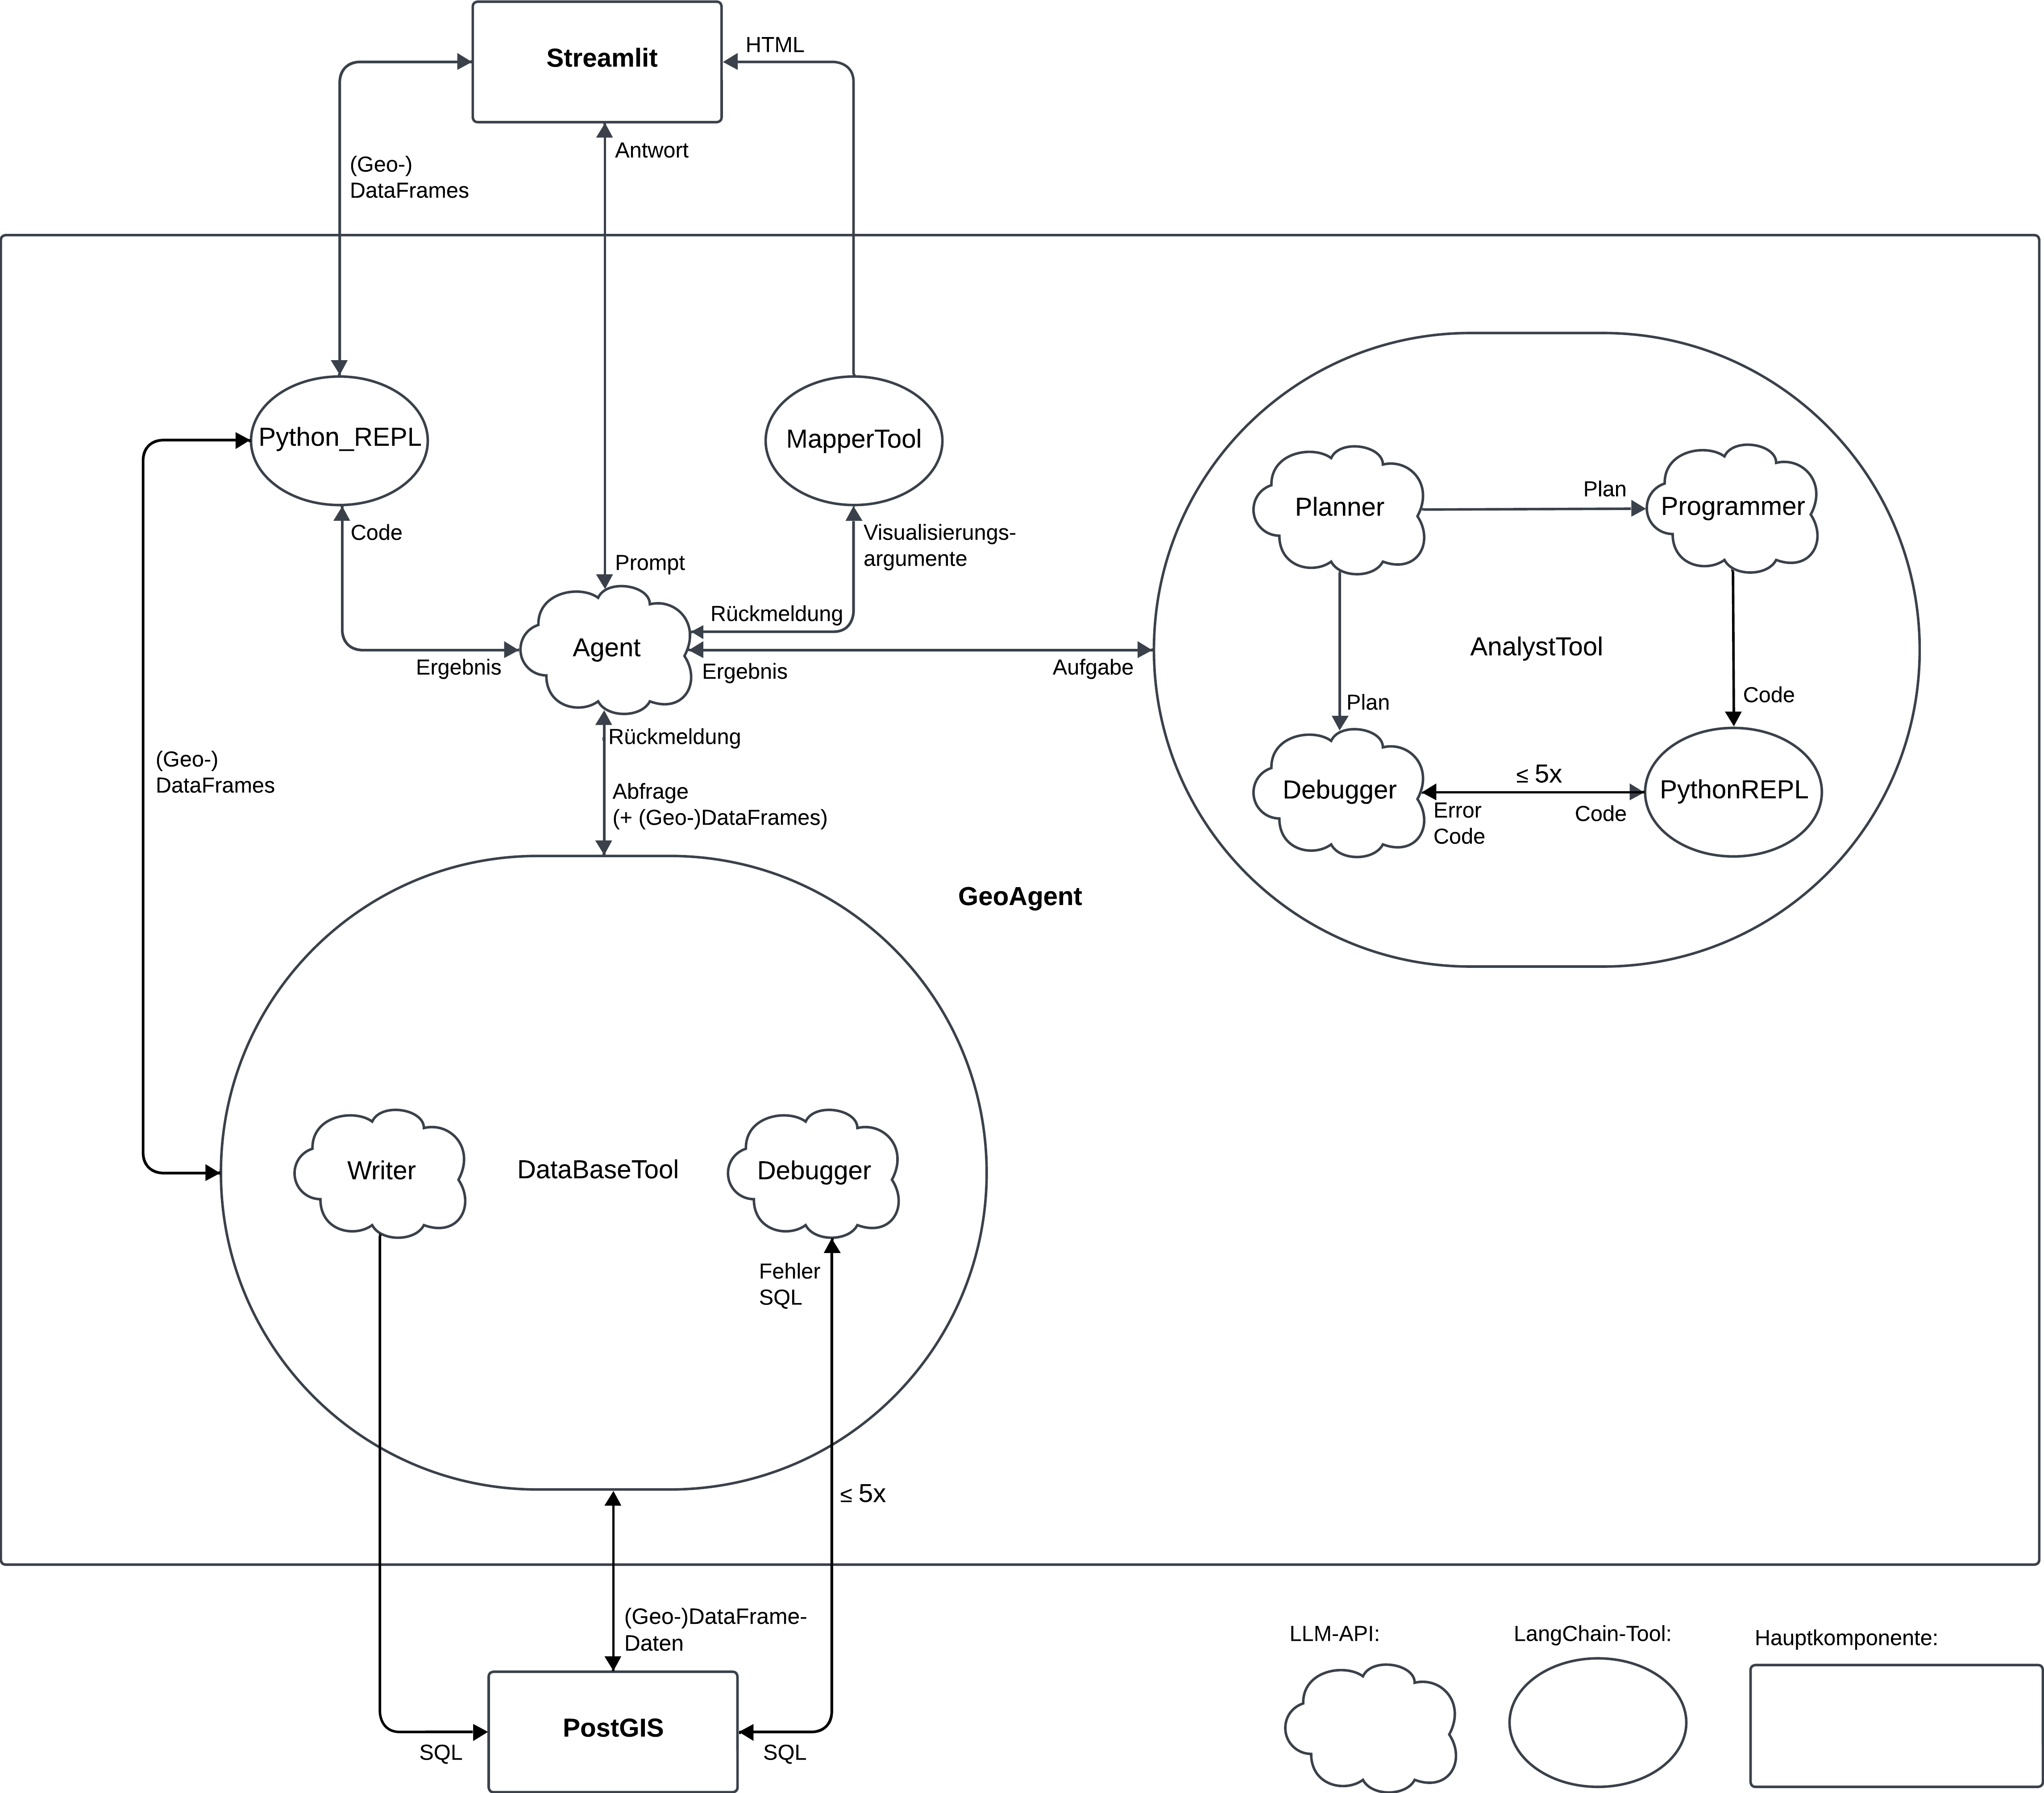 Streamlit
HTML
Antwort
(Geo-)
DataFrames
Python_REPL
MapperTool
Code
Visualisierungs-
argumente
Prompt
Rückmeldung
Agent
Ergebnis
Ergebnis
Aufgabe
Planner
Plan
Programmer
AnalystTool
Plan
Code
Debugger
≤ 5x
Error
Code
Code
PythonREPL
Rückmeldung
(Geo-)
DataFrames
Abfrage
(+ (Geo-)DataFrames)
GeoAgent
Writer
DataBaseTool
Debugger
Fehler
SQL
≤ 5x
(Geo-)DataFrame-
Daten
PostGIS
SQL
SQL
LLM-API:
LangChain-Tool:
Hauptkomponente: